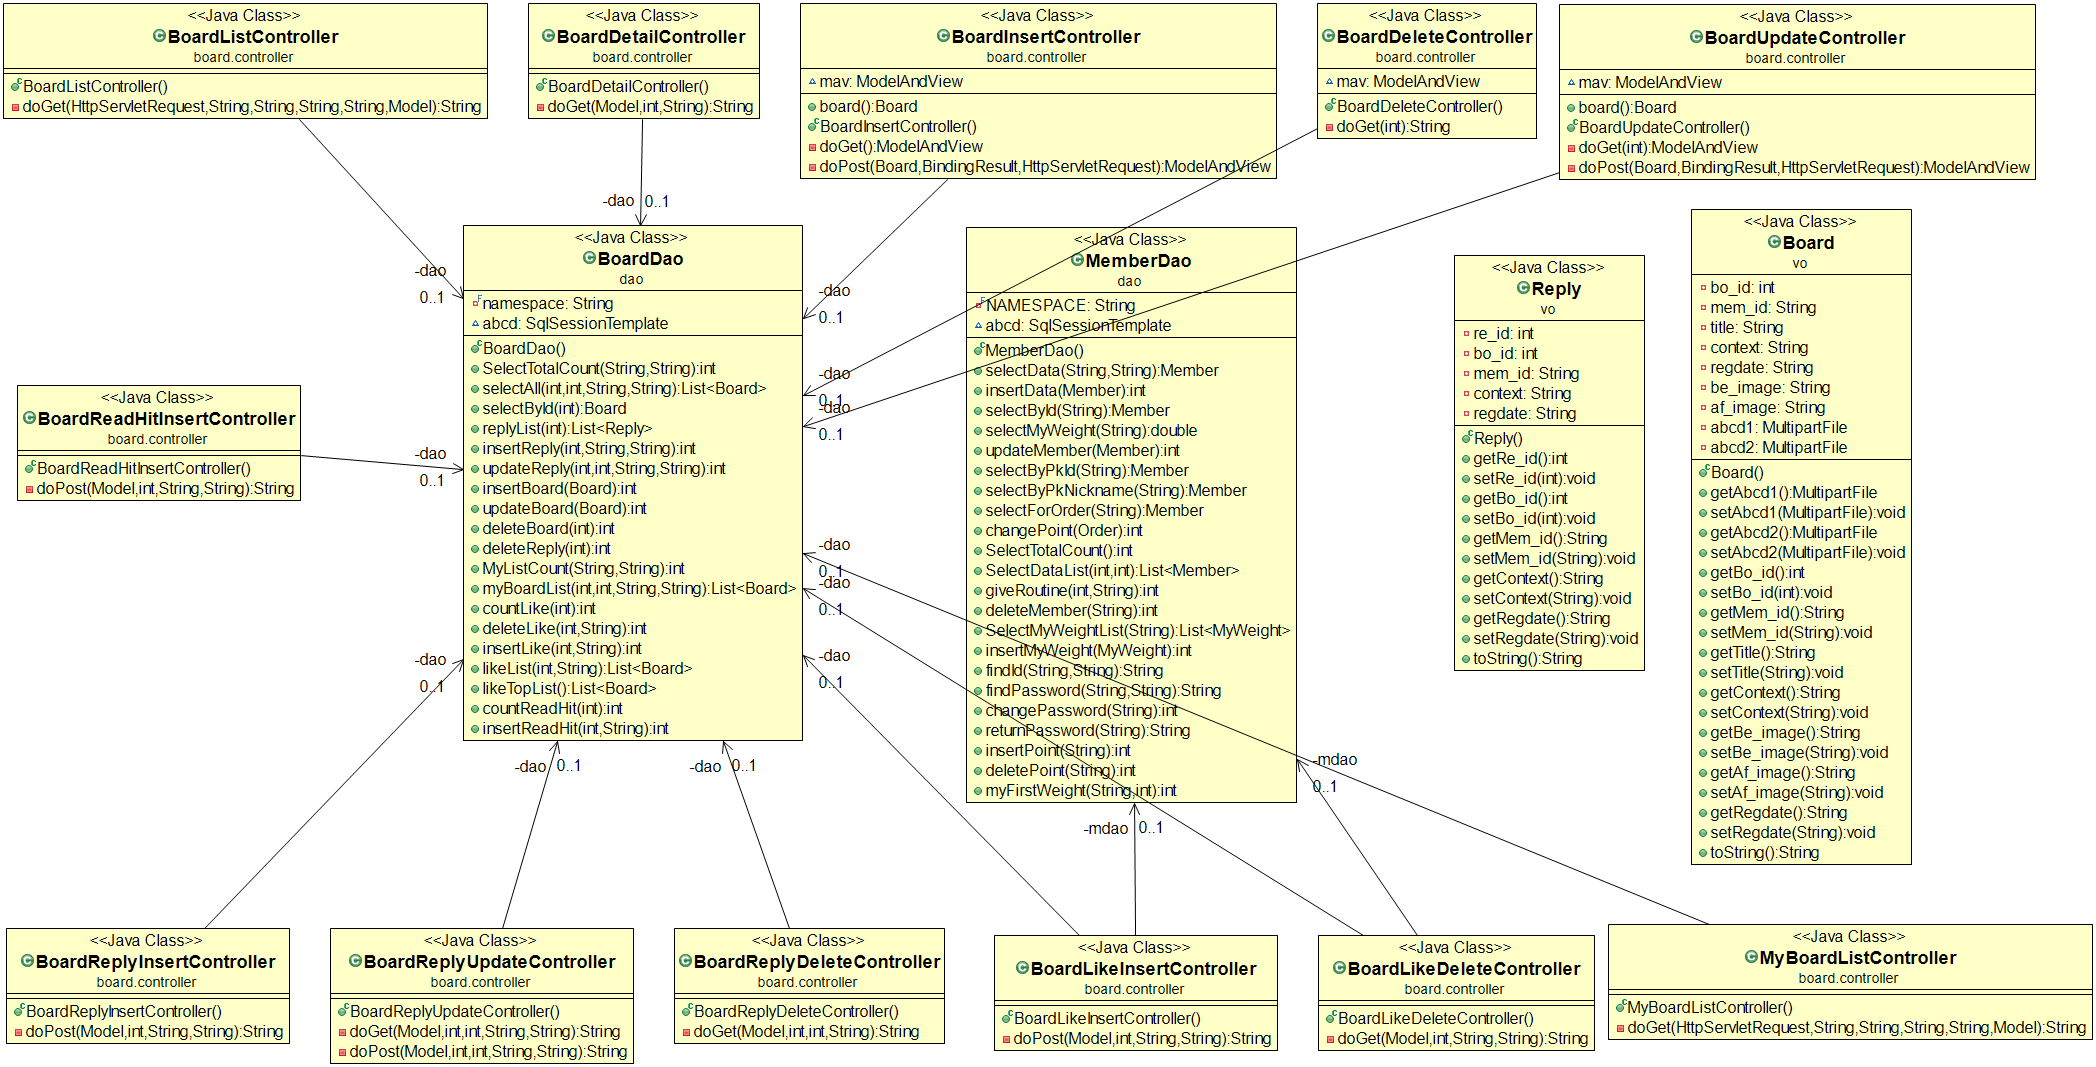 <<Java Class>>
BoardListController
board.controller
BoardListController()
doGet(HttpServletRequest,String,String,String,String,Model):String
<<Java Class>>
BoardDetailController
board.controller
BoardDetailController()
doGet(Model,int,String):String
<<Java Class>>
BoardInsertController
board.controller
mav: ModelAndView
board():Board
BoardInsertController()
doGet():ModelAndView
doPost(Board,BindingResult,HttpServletRequest):ModelAndView
<<Java Class>>
BoardDeleteController
board.controller
mav: ModelAndView
BoardDeleteController()
doGet(int):String
<<Java Class>>
BoardUpdateController
board.controller
mav: ModelAndView
board():Board
BoardUpdateController()
doGet(int):ModelAndView
doPost(Board,BindingResult,HttpServletRequest):ModelAndView
-dao
0..1
-dao 0..1
-dao
0..1
-dao
0..1
-dao
0..1
<<Java Class>>
BoardDao
dao
namespace: String
abcd: SqlSessionTemplate
BoardDao()
SelectTotalCount(String,String):int
selectAll(int,int,String,String):List<Board>
selectById(int):Board
replyList(int):List<Reply>
insertReply(int,String,String):int
updateReply(int,int,String,String):int
insertBoard(Board):int
updateBoard(Board):int
deleteBoard(int):int
deleteReply(int):int
MyListCount(String,String):int
myBoardList(int,int,String,String):List<Board>
countLike(int):int
deleteLike(int,String):int
insertLike(int,String):int
likeList(int,String):List<Board>
likeTopList():List<Board>
countReadHit(int):int
insertReadHit(int,String):int
<<Java Class>>
MemberDao
dao
NAMESPACE: String
abcd: SqlSessionTemplate
MemberDao()
selectData(String,String):Member
insertData(Member):int
selectById(String):Member
selectMyWeight(String):double
updateMember(Member):int
selectByPkId(String):Member
selectByPkNickname(String):Member
selectForOrder(String):Member
changePoint(Order):int
SelectTotalCount():int
SelectDataList(int,int):List<Member>
giveRoutine(int,String):int
deleteMember(String):int
SelectMyWeightList(String):List<MyWeight>
insertMyWeight(MyWeight):int
findId(String,String):String
findPassword(String,String):String
changePassword(String):int
returnPassword(String):String
insertPoint(String):int
deletePoint(String):int
myFirstWeight(String,int):int
<<Java Class>>
Reply
vo
re_id: int
bo_id: int
mem_id: String
context: String
regdate: String
Reply()
getRe_id():int
setRe_id(int):void
getBo_id():int
setBo_id(int):void
getMem_id():String
setMem_id(String):void
getContext():String
setContext(String):void
getRegdate():String
setRegdate(String):void
toString():String
<<Java Class>>
Board
vo
bo_id: int
mem_id: String
title: String
context: String
regdate: String
be_image: String
af_image: String
abcd1: MultipartFile
abcd2: MultipartFile
Board()
getAbcd1():MultipartFile
setAbcd1(MultipartFile):void
getAbcd2():MultipartFile
setAbcd2(MultipartFile):void
getBo_id():int
setBo_id(int):void
getMem_id():String
setMem_id(String):void
getTitle():String
setTitle(String):void
getContext():String
setContext(String):void
getBe_image():String
setBe_image(String):void
getAf_image():String
setAf_image(String):void
getRegdate():String
setRegdate(String):void
toString():String
<<Java Class>>
BoardReadHitInsertController
board.controller
BoardReadHitInsertController()
doPost(Model,int,String,String):String
-dao
0..1
-dao
0..1
-dao
0..1
-dao
0..1
-dao
0..1
-dao 0..1
-dao 0..1
-mdao 0..1
-mdao
0..1
<<Java Class>>
BoardReplyInsertController
board.controller
BoardReplyInsertController()
doPost(Model,int,String,String):String
<<Java Class>>
BoardReplyUpdateController
board.controller
BoardReplyUpdateController()
doGet(Model,int,int,String,String):String
doPost(Model,int,int,String,String):String
<<Java Class>>
BoardReplyDeleteController
board.controller
BoardReplyDeleteController()
doGet(Model,int,int,String):String
<<Java Class>>
BoardLikeInsertController
board.controller
BoardLikeInsertController()
doPost(Model,int,String,String):String
<<Java Class>>
BoardLikeDeleteController
board.controller
BoardLikeDeleteController()
doGet(Model,int,String,String):String
<<Java Class>>
MyBoardListController
board.controller
MyBoardListController()
doGet(HttpServletRequest,String,String,String,String,Model):String